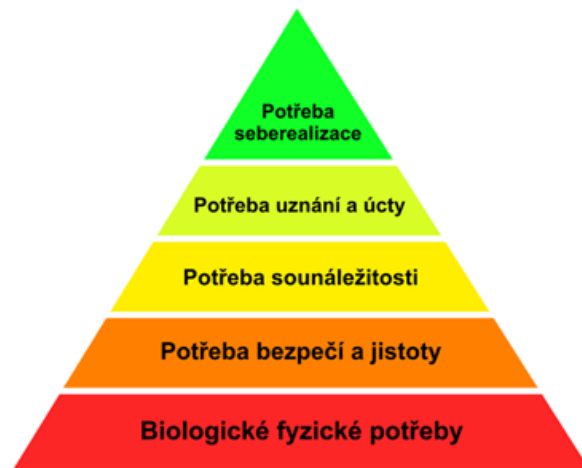 Potřeba
seberealizace
Potřeba uznání a úcty
Potřeba sounáležitosti
Potřeba bezpečí a jistoty
Biologické fyzické potřeby